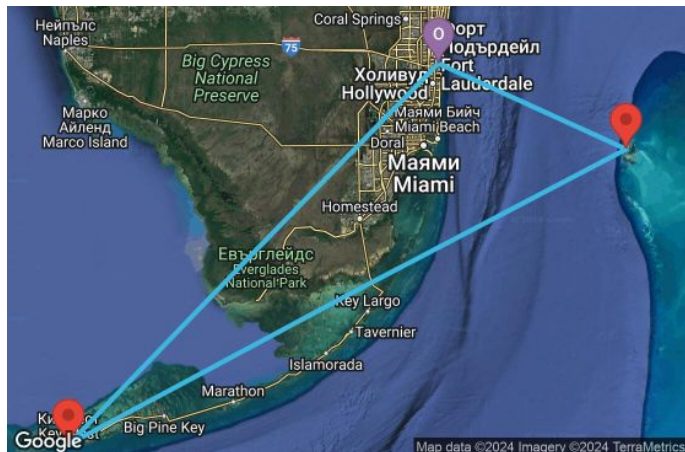 Coral Springs
Нейпълс
Naples
75
O
Форт
Лодърдейл
Fort
Lauderdale
Big Cypress
National
Preserve
Холивуд
Hollywood
Марко
Айленд
Marco Island
Маями Бийч
Miami Beach
Doral
Маями
Miami
Homestead
Евърглейдс
Everglades
National Park
Key Largo
Tavernier
Islamorada
Marathon
Big Pine Key
Google
Map data ©2024 Imagery ©2024 TerraMetrics